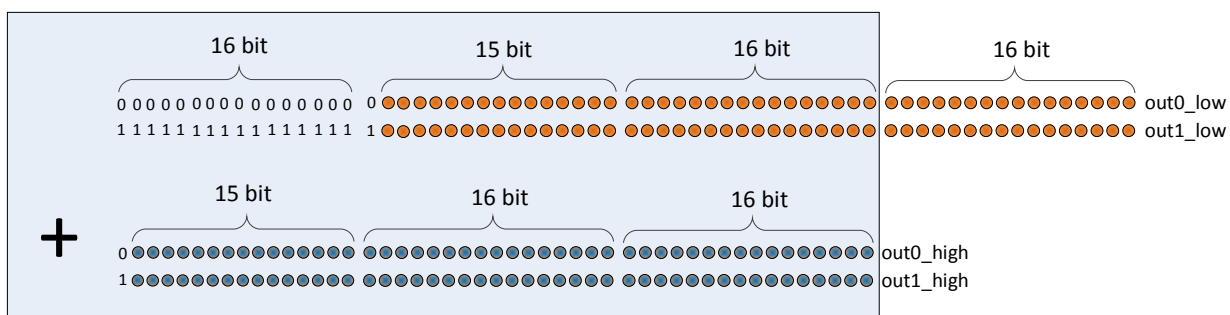 16 bit 15 bit 16 bit 16 bit
0 0 0 0 0 0 0 0 0 0 0 0 0 0 0 0 0 out0_low
1 1 1 1 1 1 1 1 1 1 1 1 1 1 1 1 1 out1_low
15 bit 16 bit 16 bit
+
0 out0_high
1 out1_high